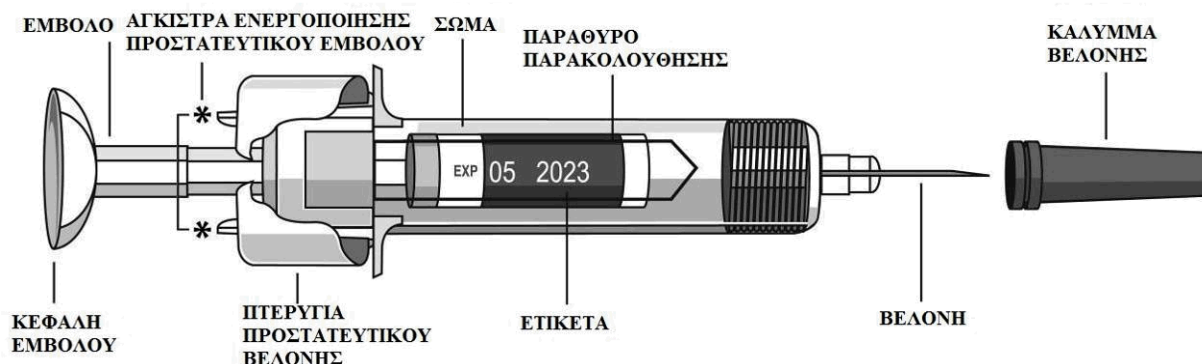 ΕΜΒΟΛΟ
ΑΓΚΙΣΤΡΑ ΕΝΕΡΓΟΠΟΙΗΣΗΣ
ΠΡΟΣΤΑΤΕΥΤΙΚΟΥ ΕΜΒΟΛΟΥ
ΣΩΜΑ
ΠΑΡΑΘΥΡΟ
ΠΑΡΑΚΟΛΟΥΘΗΣΗΣ
ΚΑΛΥΜΜΑ
ΒΕΛΟΝΗΣ
*
EXP 05 2023
*
ΚΕΦΑΛΗ
ΕΜΒΟΛΟΥ
ΠΤΕΡΥΓΙΑ
ΠΡΟΣΤΑΤΕΥΤΙΚΟΥ
ΒΕΛΟΝΗΣ
ΕΤΙΚΕΤΑ
ΒΕΛΟΝΗ